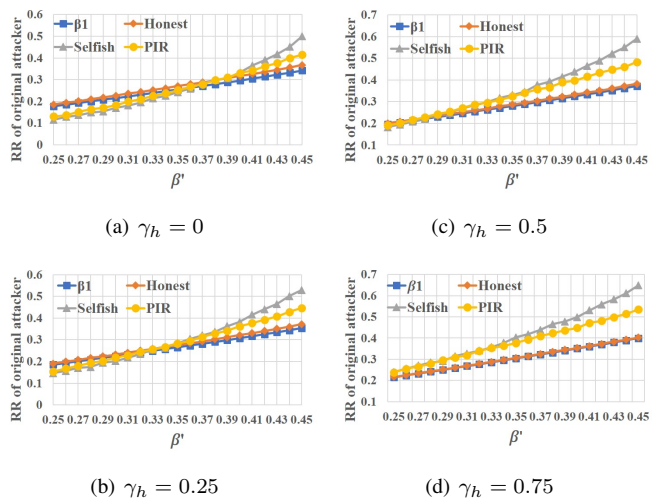 RR of original attacker
β1
Honest
Selfish
PIR
0.6
0.5
0.4
0.3
0.2
0.1
0
0.25 0.27 0.29 0.31 0.33 0.35 0.37 0.39 0.41 0.43 0.45
β'
(a) γh = 0
RR of original attacker
β1
Honest
Selfish
PIR
0.7
0.6
0.5
0.4
0.3
0.2
0.1
0.25 0.27 0.29 0.31 0.33 0.35 0.37 0.39 0.41 0.43 0.45
β'
(c) γh = 0.5
RR of original attacker
β1
Honest
Selfish
PIR
0.6
0.5
0.4
0.3
0.2
0.1
0
0.25 0.27 0.29 0.31 0.33 0.35 0.37 0.39 0.41 0.43 0.45
β'
(b) γh = 0.25
RR of original attacker
β1
Honest
Selfish
PIR
0.7
0.6
0.5
0.4
0.3
0.2
0.1
0.25 0.27 0.29 0.31 0.33 0.35 0.37 0.39 0.41 0.43 0.45
β'
(d) γh = 0.75